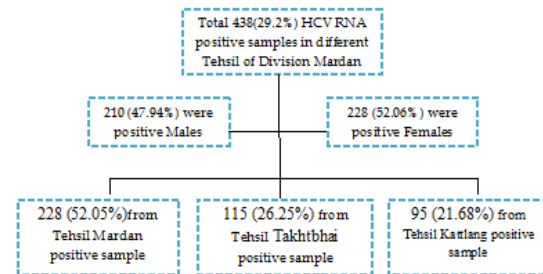 Total 438(29.2%) HCV RNA
positive samples in different
Tehsil of Division Mardan
210 (47.94%) were
positive Males
228 (52.06%) were
positive Females
228 (52.05%)from
Tehsil Mardan
positive sample
115 (26.25%) from
Tehsil Takhtbhai
positive sample
95 (21.68%) from
Tehsil Kattlang positive
sample